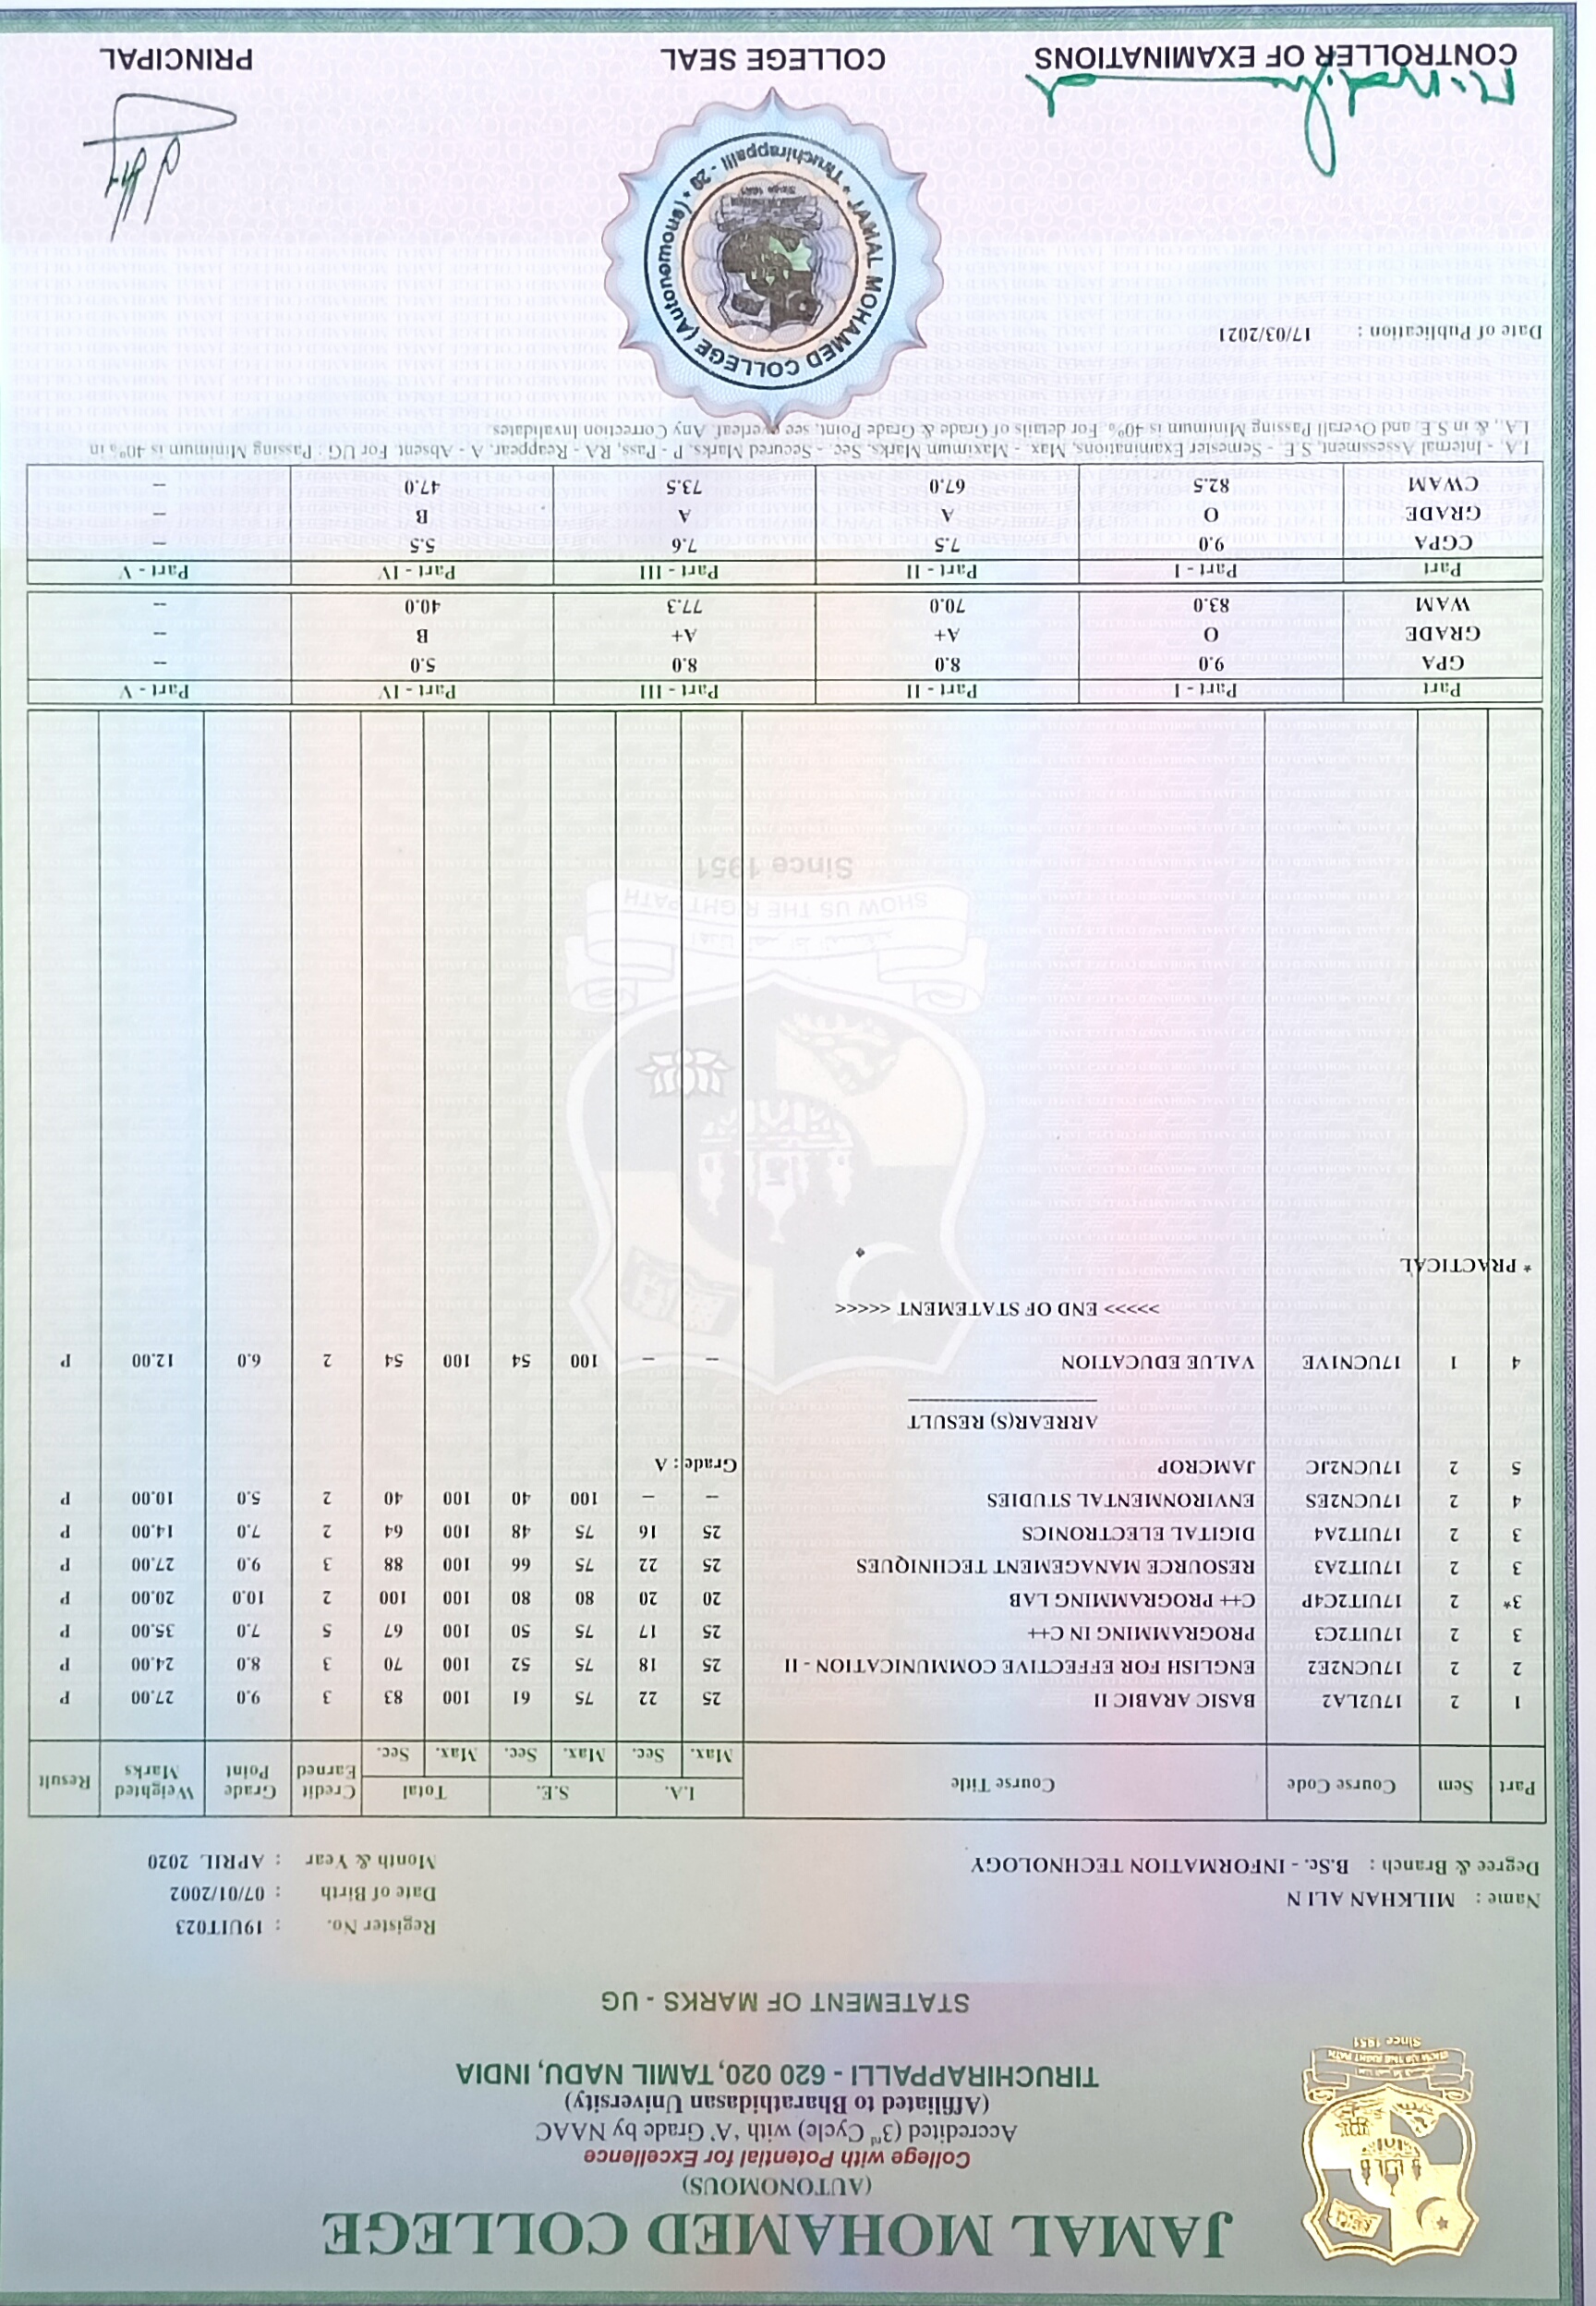 JAMAL MOHAMED COLLEGE
(AUTONOMOUS)
College with Potential for Excellence
Accredited (3rd Cycle) with ‘A’ Grade by NAAC
(Affiliated to Bharathidasan University)
TIRUCHIRAPPALLI - 620 020, TAMIL NADU, INDIA
SHOW US THE RIGHT PATH
Since 1951
STATEMENT OF MARKS - UG
Register No. : 19UIT023
Name : MILKHAN ALI N
Date of Birth : 07/01/2002
Degree & Branch : B.Sc. - INFORMATION TECHNOLOGY
Month & Year : APRIL 2020
Part Sem Course Code Course Title I.A. S.E. Total Credit Earned Grade Point Weighted Marks Result
Max. Sec. Max. Sec. Max. Sec.
1 2 17U2LA2 BASIC ARABIC II 25 22 75 61 100 83 3 9.0 27.00 P
2 2 17UCN2E2 ENGLISH FOR EFFECTIVE COMMUNICATION - II 25 18 75 52 100 70 3 8.0 24.00 P
3 2 17UIT2C3 PROGRAMMING IN C++ 25 17 75 50 100 67 5 7.0 35.00 P
3* 2 17UIT2C4P C++ PROGRAMMING LAB 20 20 80 80 100 100 2 10.0 20.00 P
3 2 17UIT2A3 RESOURCE MANAGEMENT TECHNIQUES 25 22 75 66 100 88 3 9.0 27.00 P
3 2 17UIT2A4 DIGITAL ELECTRONICS 25 16 75 48 100 64 2 7.0 14.00 P
4 2 17UCN2ES ENVIRONMENTAL STUDIES -- -- 100 40 100 40 2 5.0 10.00 P
5 2 17UCN2JC JAMCROP Grade : A
ARREAR(S) RESULT
4 1 17UCN1VE VALUE EDUCATION -- -- 100 54 100 54 2 6.0 12.00 P
>>>>> END OF STATEMENT <<<<<
* PRACTICAL
SHOW US THE RIGHT PATH
Since 1951
Part Part - I Part - II Part - III Part - IV Part - V
GPA 9.0 8.0 8.0 5.0 --
GRADE O A+ A+ B --
WAM 83.0 70.0 77.3 40.0 --
Part Part - I Part - II Part - III Part - IV Part - V
CGPA 9.0 7.5 7.6 5.5 --
GRADE O A A B --
CWAM 82.5 67.0 73.5 47.0 --
I.A. - Internal Assessment, S.E. - Semester Examinations, Max. - Maximum Marks, Sec. - Secured Marks, P - Pass, RA - Reappear, A - Absent. For UG : Passing Minimum is 40% in
I.A., & in S.E. and Overall Passing Minimum is 40%. For details of Grade & Grade Point, see overleaf. Any Correction Invalidates.
Date of Publication : 17/03/2021
JAMAL MOHAMED COLLEGE (Autonomous)
Since 1951
Tiruchirappalli - 20
CONTROLLER OF EXAMINATIONS
COLLEGE SEAL
PRINCIPAL